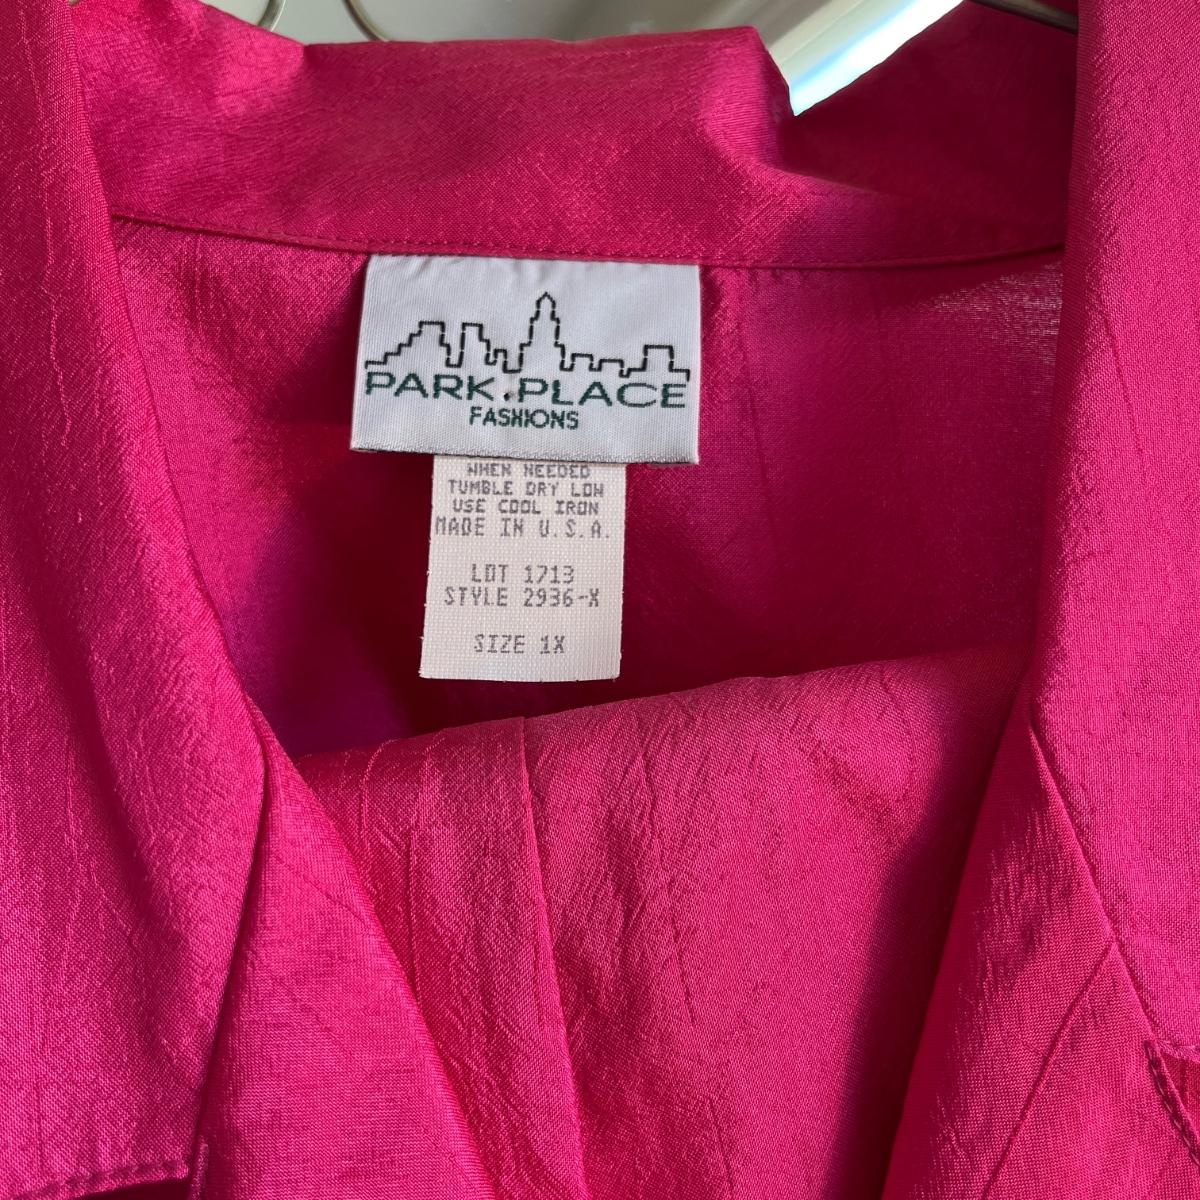 PARK.PLACE
FASHIONS
WHEN NEEDED
TUMBLE DRY LOW
USE COOL IRON
MADE IN U.S.A.
LOT 1713
STYLE 2936-X
SIZE 1X